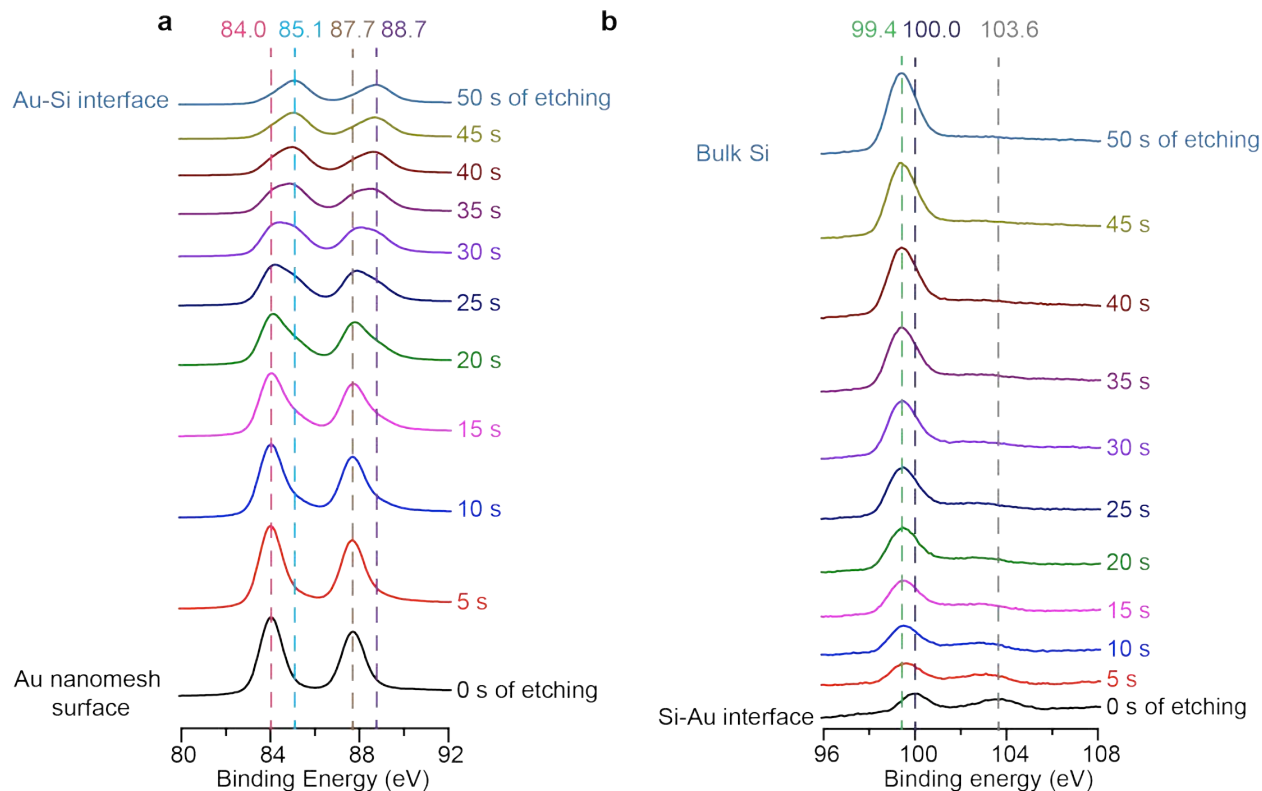 a
84.0 85.1 87.7 88.7
Au-Si interface
50 s of etching
45 s
40 s
35 s
30 s
25 s
20 s
15 s
10 s
5 s
Au nanomesh
surface
0 s of etching
80 84 88 92
Binding Energy (eV)
b
99.4 100.0 103.6
Bulk Si
50 s of etching
45 s
40 s
35 s
30 s
25 s
20 s
15 s
10 s
5 s
Si-Au interface
0 s of etching
96 100 104 108
Binding energy (eV)